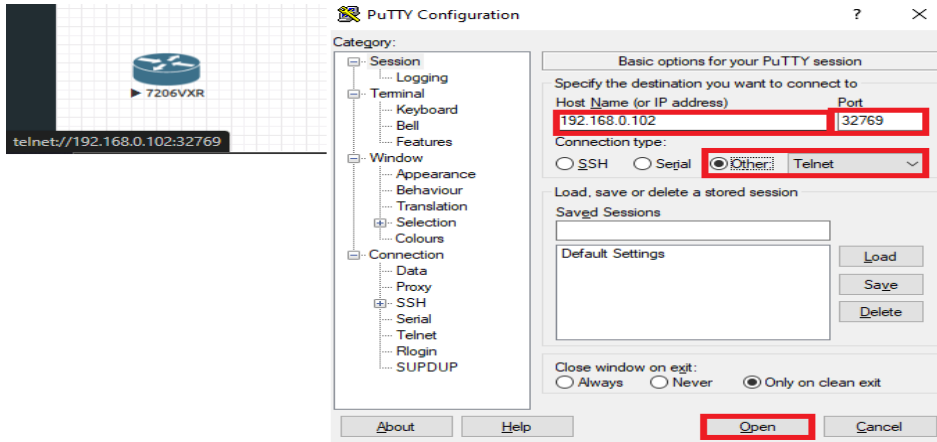 7206VXR
telnet://192.168.0.102:32769
PuTTY Configuration
? ×
Category:
Session
Logging
Terminal
Keyboard
Bell
Features
Window
Appearance
Behaviour
Translation
Selection
Colours
Connection
Data
Proxy
SSH
Serial
Telnet
Rlogin
SUPDUP
Basic options for your PuTTY session
Specify the destination you want to connect to
Host Name (or IP address) Port
192.168.0.102 32769
Connection type:
SSH Serial Other: Telnet
Load, save or delete a stored session
Saved Sessions
Default Settings
Load
Save
Delete
Close window on exit:
Always Never Only on clean exit
About Help Open Cancel